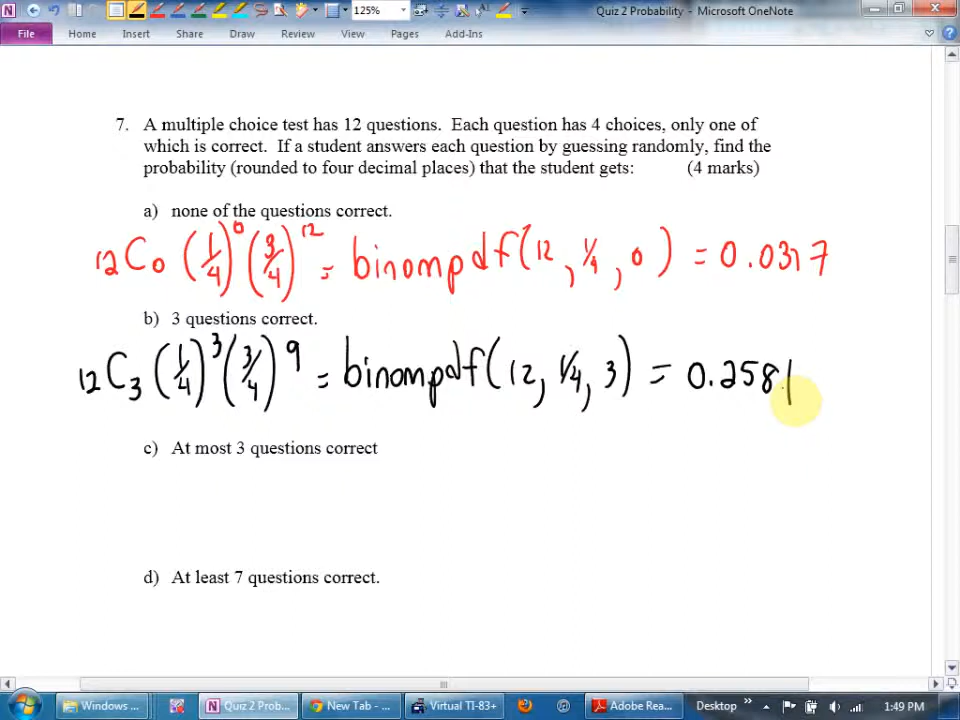 125%
Quiz 2 Probability - Microsoft OneNote
File Home Insert Share Draw Review View Pages Add-Ins
7. A multiple choice test has 12 questions. Each question has 4 choices, only one of
which is correct. If a student answers each question by guessing randomly, find the
probability (rounded to four decimal places) that the student gets: (4 marks)
a) none of the questions correct.
₁₂C₀ (1/4)⁰ (3/4)¹² = binompdf(12, 1/4, 0) = 0.0317
b) 3 questions correct.
₁₂C₃ (1/4)³ (3/4)⁹ = binompdf(12, 1/4, 3) = 0.2581
c) At most 3 questions correct
d) At least 7 questions correct.
Windows ... Quiz 2 Prob... New Tab - ... Virtual TI-83+ Adobe Rea... Desktop 1:49 PM